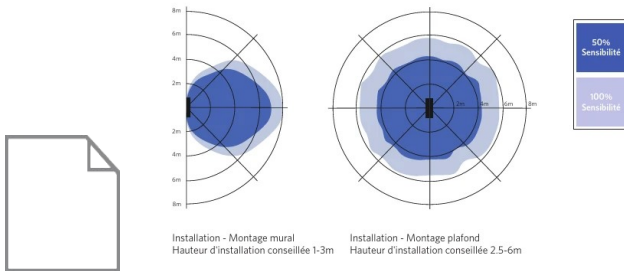 8m
6m
4m
2m
2m
4m
6m
8m
2m 4m 6m 8m
50%
Sensibilité
100%
Sensibilité
Installation - Montage mural
Hauteur d'installation conseillée 1-3m
Installation - Montage plafond
Hauteur d'installation conseillée 2.5-6m